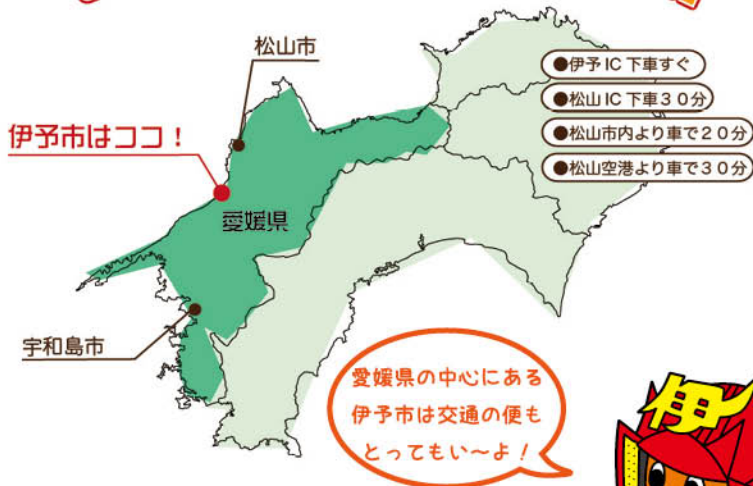 松山市
●伊予IC下車すぐ
●松山IC下車30分
●松山市内より車で20分
●松山空港より車で30分
伊予市はココ！
愛媛県
宇和島市
愛媛県の中心にある
伊予市は交通の便も
とってもい～よ！
伊